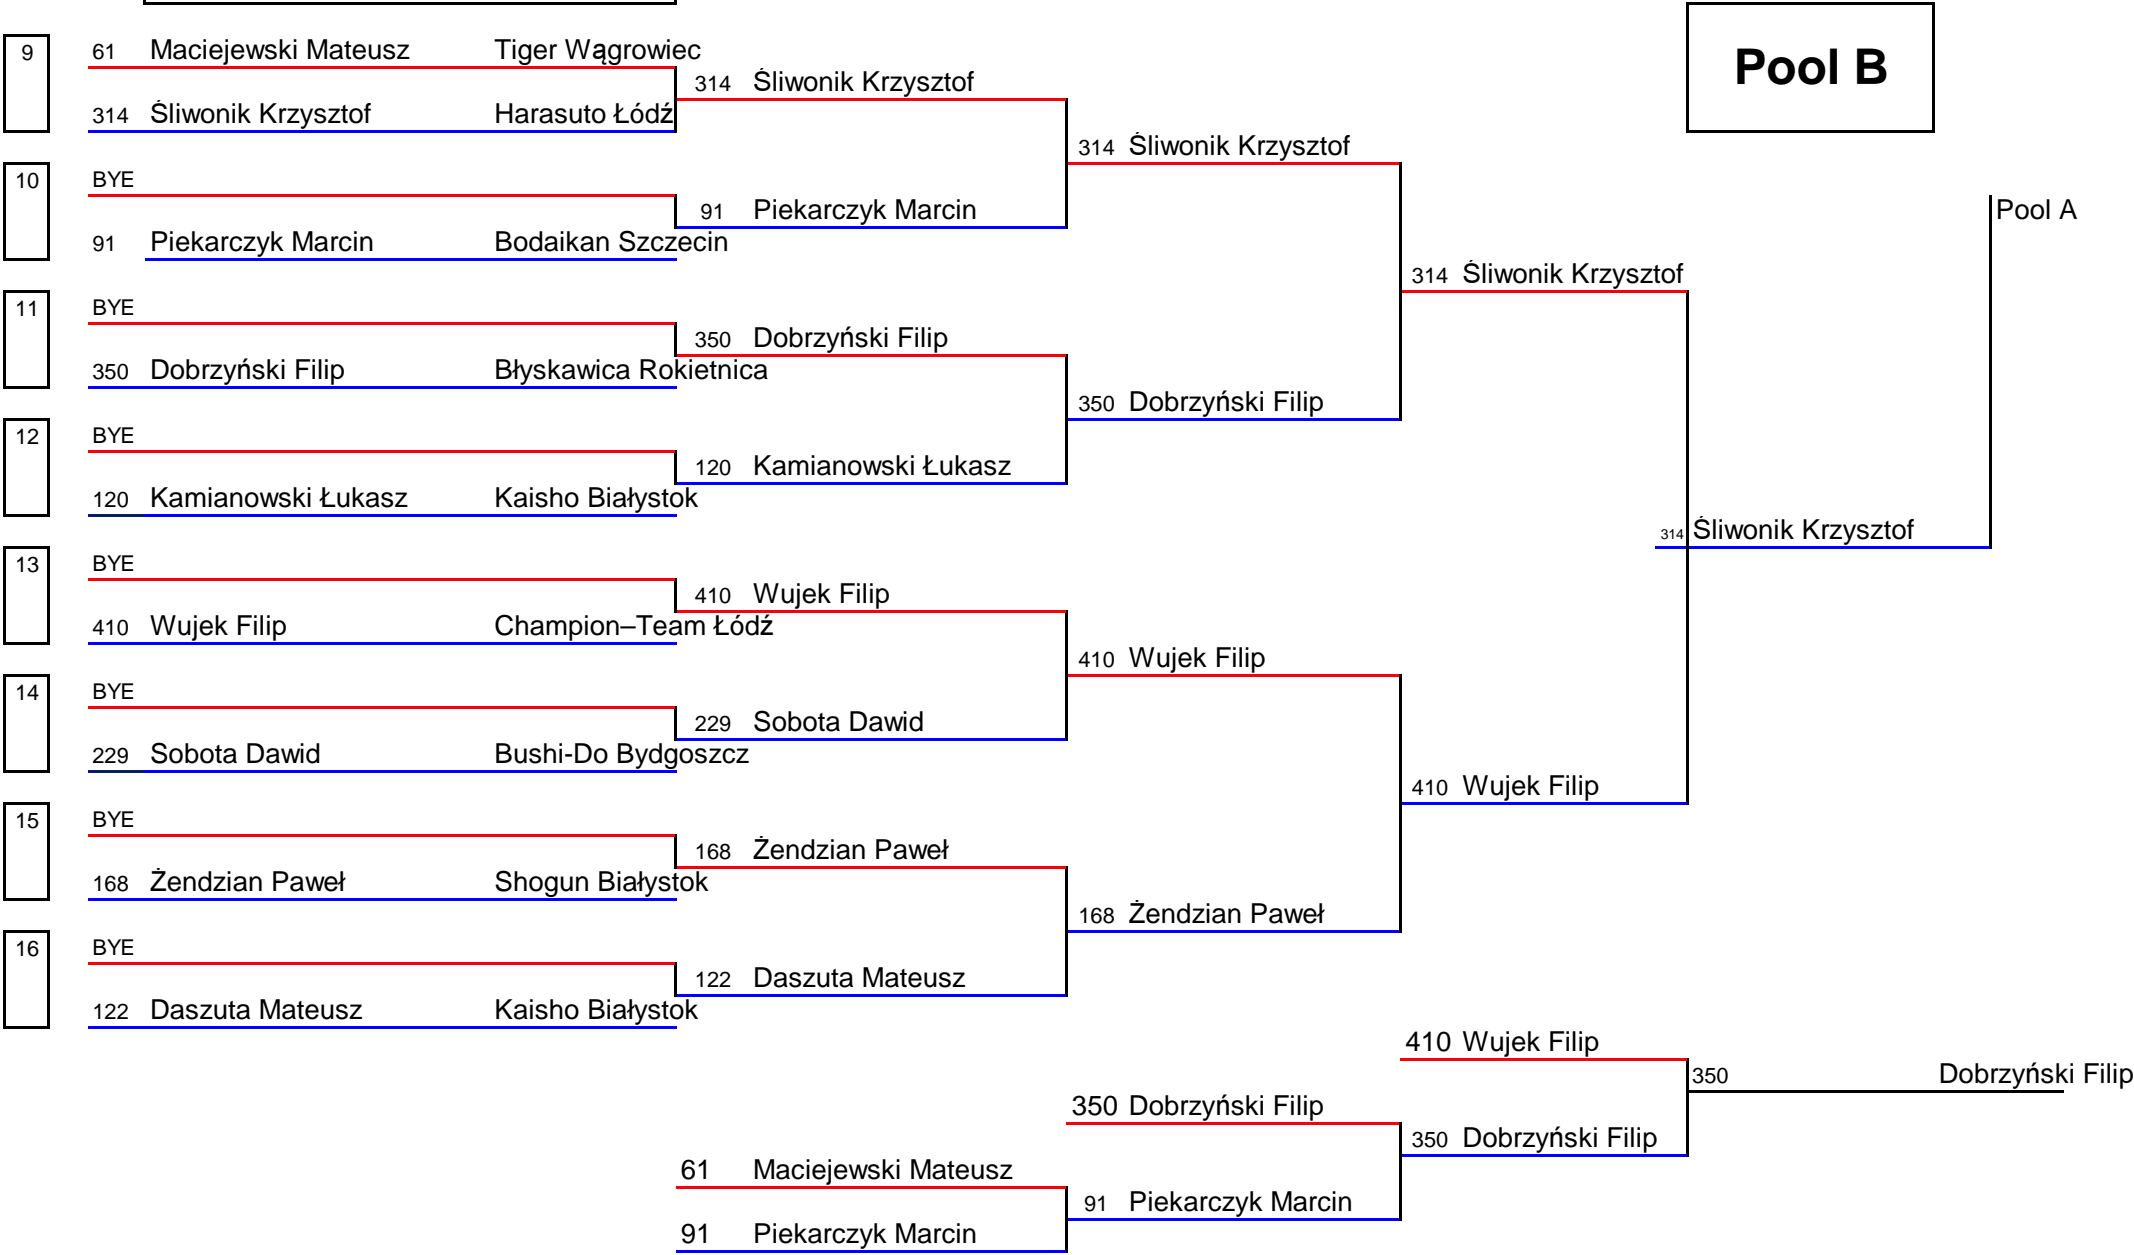 Pool B
9
61 Maciejewski Mateusz Tiger Wągrowiec
314 Śliwonik Krzysztof
314 Śliwonik Krzysztof Harasuto Łódź
314 Śliwonik Krzysztof
10
BYE
91 Piekarczyk Marcin
Pool A
91 Piekarczyk Marcin Bodaikan Szczecin
314 Śliwonik Krzysztof
11
BYE
350 Dobrzyński Filip
350 Dobrzyński Filip Błyskawica Rokietnica
350 Dobrzyński Filip
12
BYE
120 Kamianowski Łukasz
120 Kamianowski Łukasz Kaisho Białystok
314 Śliwonik Krzysztof
13
BYE
410 Wujek Filip
410 Wujek Filip Champion–Team Łódź
410 Wujek Filip
14
BYE
229 Sobota Dawid
229 Sobota Dawid Bushi-Do Bydgoszcz
410 Wujek Filip
15
BYE
168 Żendzian Paweł
168 Żendzian Paweł Shogun Białystok
168 Żendzian Paweł
16
BYE
122 Daszuta Mateusz
122 Daszuta Mateusz Kaisho Białystok
410 Wujek Filip
350 Dobrzyński Filip
350 Dobrzyński Filip
350 Dobrzyński Filip
61 Maciejewski Mateusz
91 Piekarczyk Marcin
91 Piekarczyk Marcin